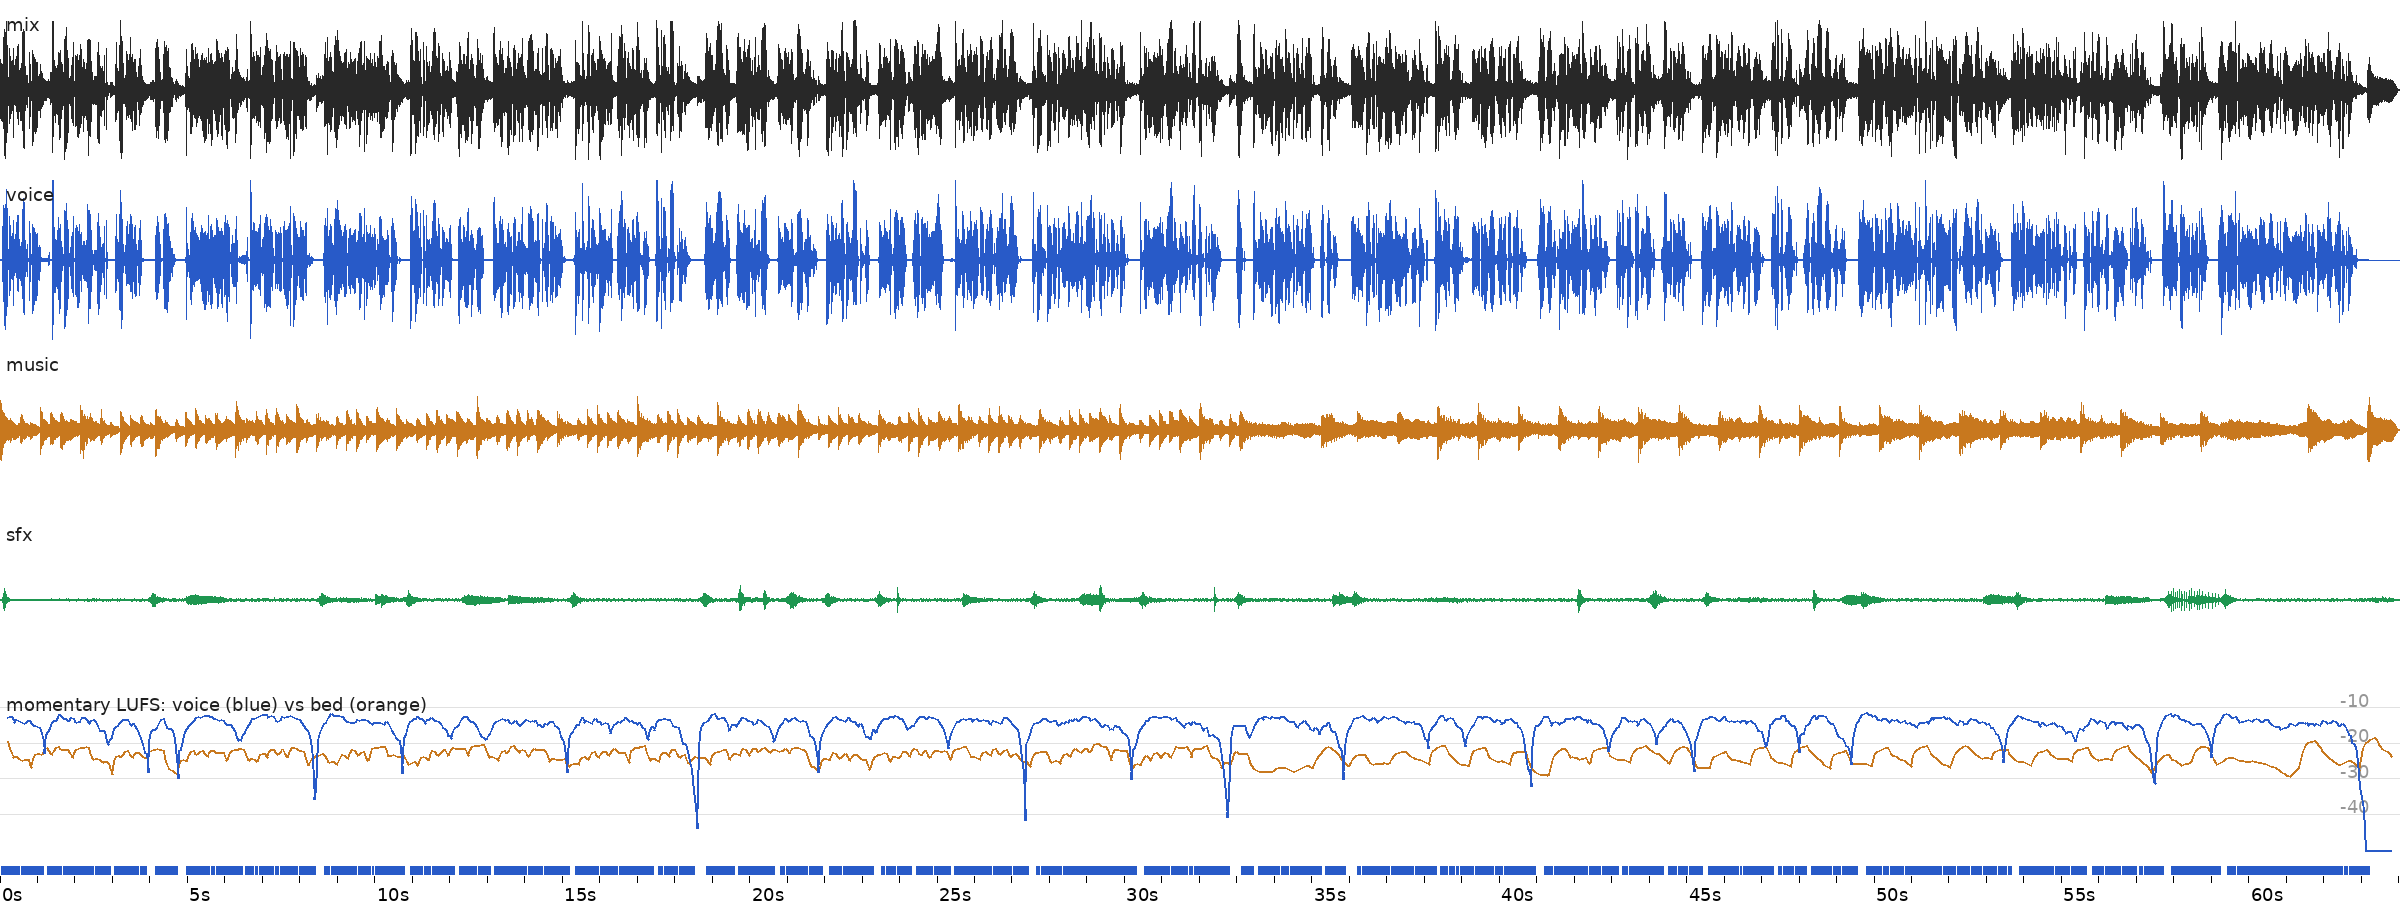 mix
voice
music
sfx
momentary LUFS: voice (blue) vs bed (orange)
-10
-20
-30
-40
0s 5s 10s 15s 20s 25s 30s 35s 40s 45s 50s 55s 60s